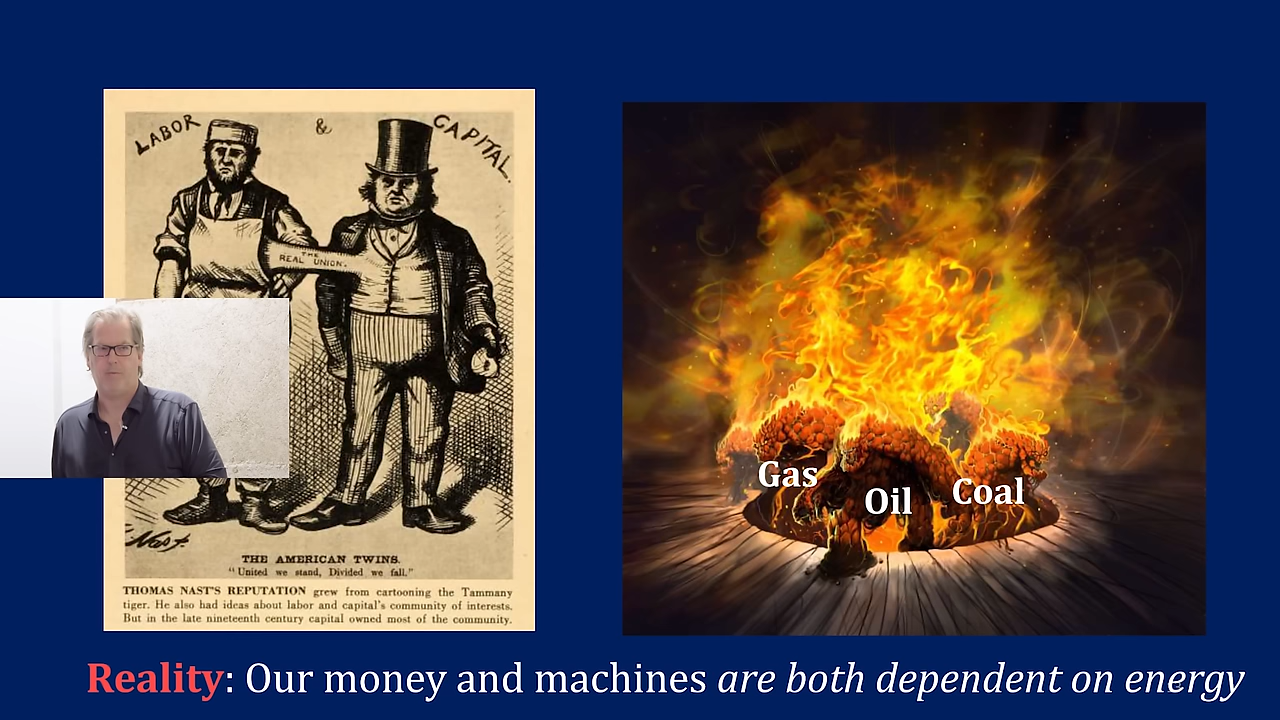 LABOR & CAPITAL.
THE
REAL UNION.
Th Nast.
THE AMERICAN TWINS.
"United we stand, Divided we fall."
THOMAS NAST'S REPUTATION grew from cartooning the Tammany
tiger. He also had ideas about labor and capital's community of interests.
But in the late nineteenth century capital owned most of the community.
Gas
Oil
Coal
Reality: Our money and machines are both dependent on energy